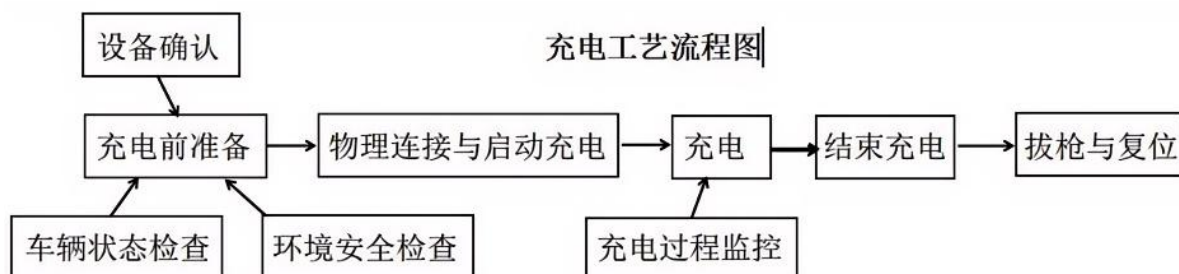 设备确认
充电工艺流程图
充电前准备
物理连接与启动充电
充电
结束充电
拔枪与复位
车辆状态检查
环境安全检查
充电过程监控